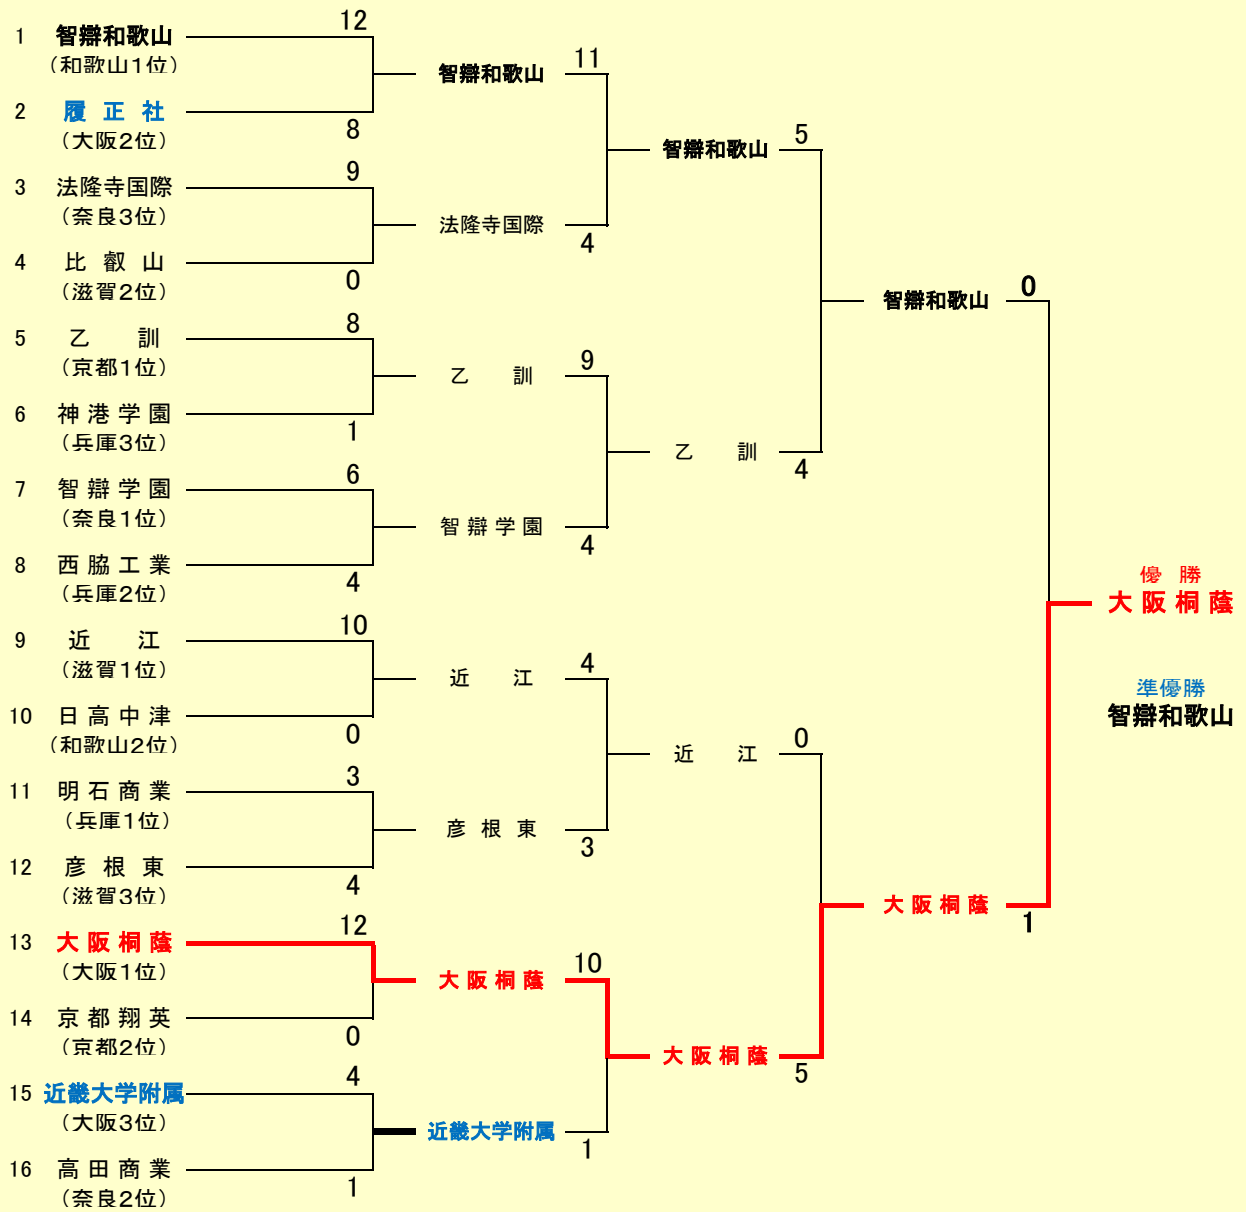 1 智辯和歌山 12
（和歌山1位）
智辯和歌山 11
2 履正社 8
（大阪2位）
智辯和歌山 5
3 法隆寺国際 9
（奈良3位）
法隆寺国際 4
4 比叡山 0
（滋賀2位）
智辯和歌山 0
5 乙訓 8
（京都1位）
乙訓 9
6 神港学園 1
（兵庫3位）
乙訓 4
7 智辯学園 6
（奈良1位）
智辯学園 4
8 西脇工業 4
（兵庫2位）
優勝
大阪桐蔭
9 近江 10
（滋賀1位）
近江 4
準優勝
智辯和歌山
10 日高中津 0
（和歌山2位）
近江 0
11 明石商業 3
（兵庫1位）
彦根東 3
12 彦根東 4
（滋賀3位）
大阪桐蔭 1
13 大阪桐蔭 12
（大阪1位）
大阪桐蔭 10
14 京都翔英 0
（京都2位）
大阪桐蔭 5
15 近畿大学附属 4
（大阪3位）
近畿大学附属 1
16 高田商業 1
（奈良2位）